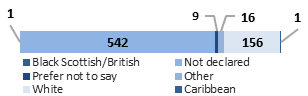 1 9 16 1
542 156
Black Scottish/British Not declared
Prefer not to say Other
White Caribbean